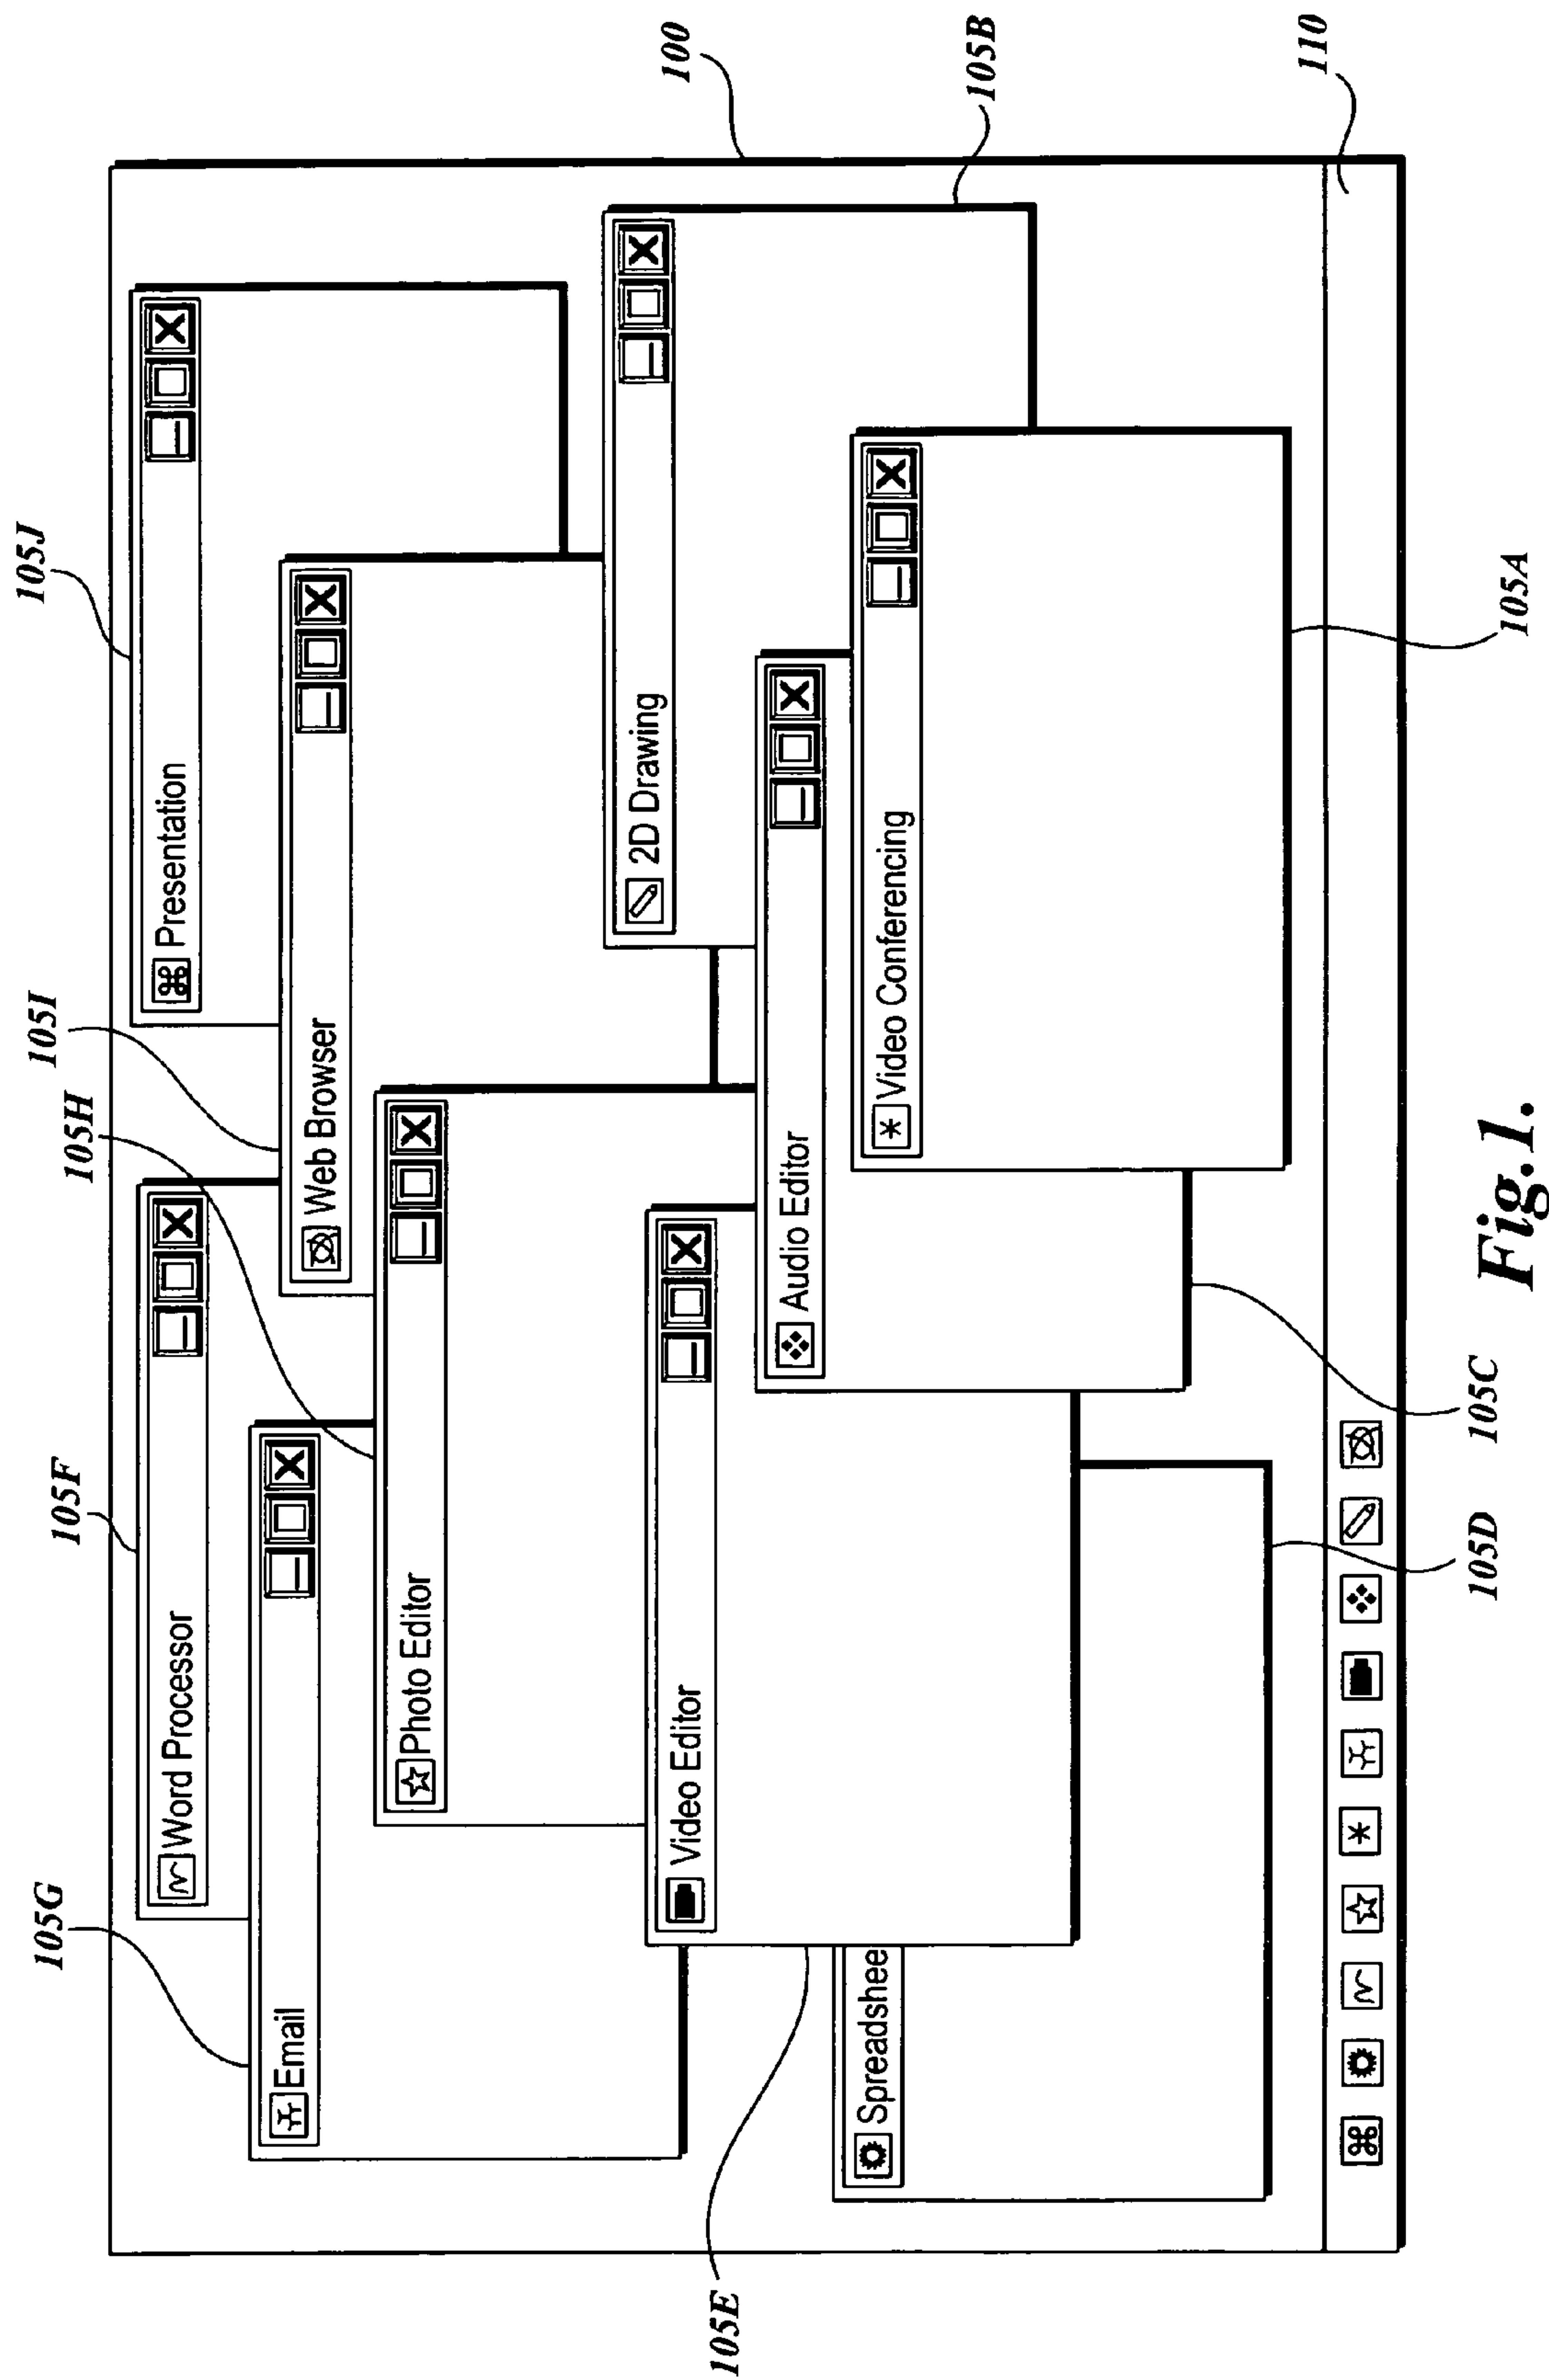 105G
105F
105H
105I
105J
Word Processor
Presentation
Email
Web Browser
Photo Editor
100
2D Drawing
Video Editor
105E
Audio Editor
Spreadshee
Video Conferencing
105B
110
105D
105C
105A
Fig.1.